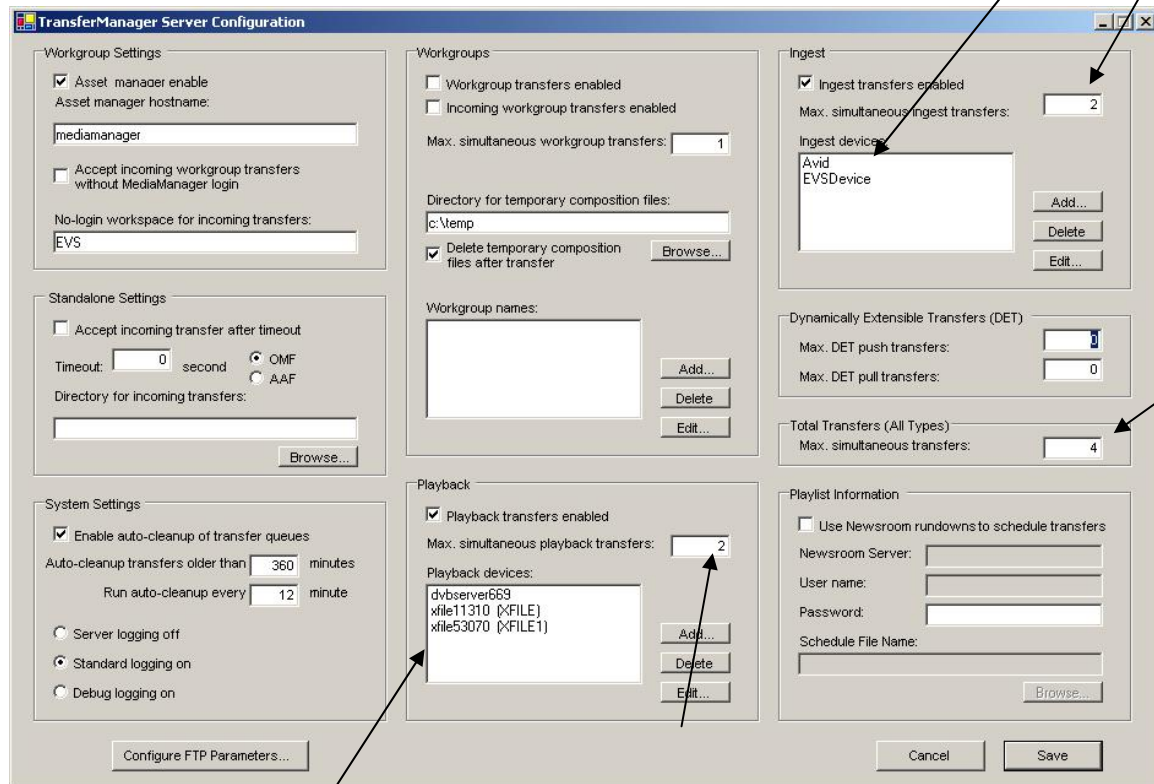 TransferManager Server Configuration
Workgroup Settings
Asset manager enable
Asset manager hostname:
mediamanager
Accept incoming workgroup transfers
without MediaManager login
No-login workspace for incoming transfers:
EVS
Standalone Settings
Accept incoming transfer after timeout
Timeout: 0 second OMF
AAF
Directory for incoming transfers:
Browse...
System Settings
Enable auto-cleanup of transfer queues
Auto-cleanup transfers older than 360 minutes
Run auto-cleanup every 12 minute
Server logging off
Standard logging on
Debug logging on
Configure FTP Parameters...
Workgroups
Workgroup transfers enabled
Incoming workgroup transfers enabled
Max. simultaneous workgroup transfers: 1
Directory for temporary composition files:
c:\temp
Delete temporary composition
files after transfer
Browse...
Workgroup names:
Add...
Delete
Edit...
Playback
Playback transfers enabled
Max. simultaneous playback transfers: 2
Playback devices:
dvbserver669
xfile11310 (XFILE)
xfile53070 (XFILE1)
Add...
Delete
Edit...
Ingest
Ingest transfers enabled
Max. simultaneous ingest transfers: 2
Ingest devices:
Avid
EVSDevice
Add...
Delete
Edit...
Dynamically Extensible Transfers (DET)
Max. DET push transfers: 0
Max. DET pull transfers: 0
Total Transfers (All Types)
Max. simultaneous transfers: 4
Playlist Information
Use Newsroom rundowns to schedule transfers
Newsroom Server:
User name:
Password:
Schedule File Name:
Browse...
Cancel
Save